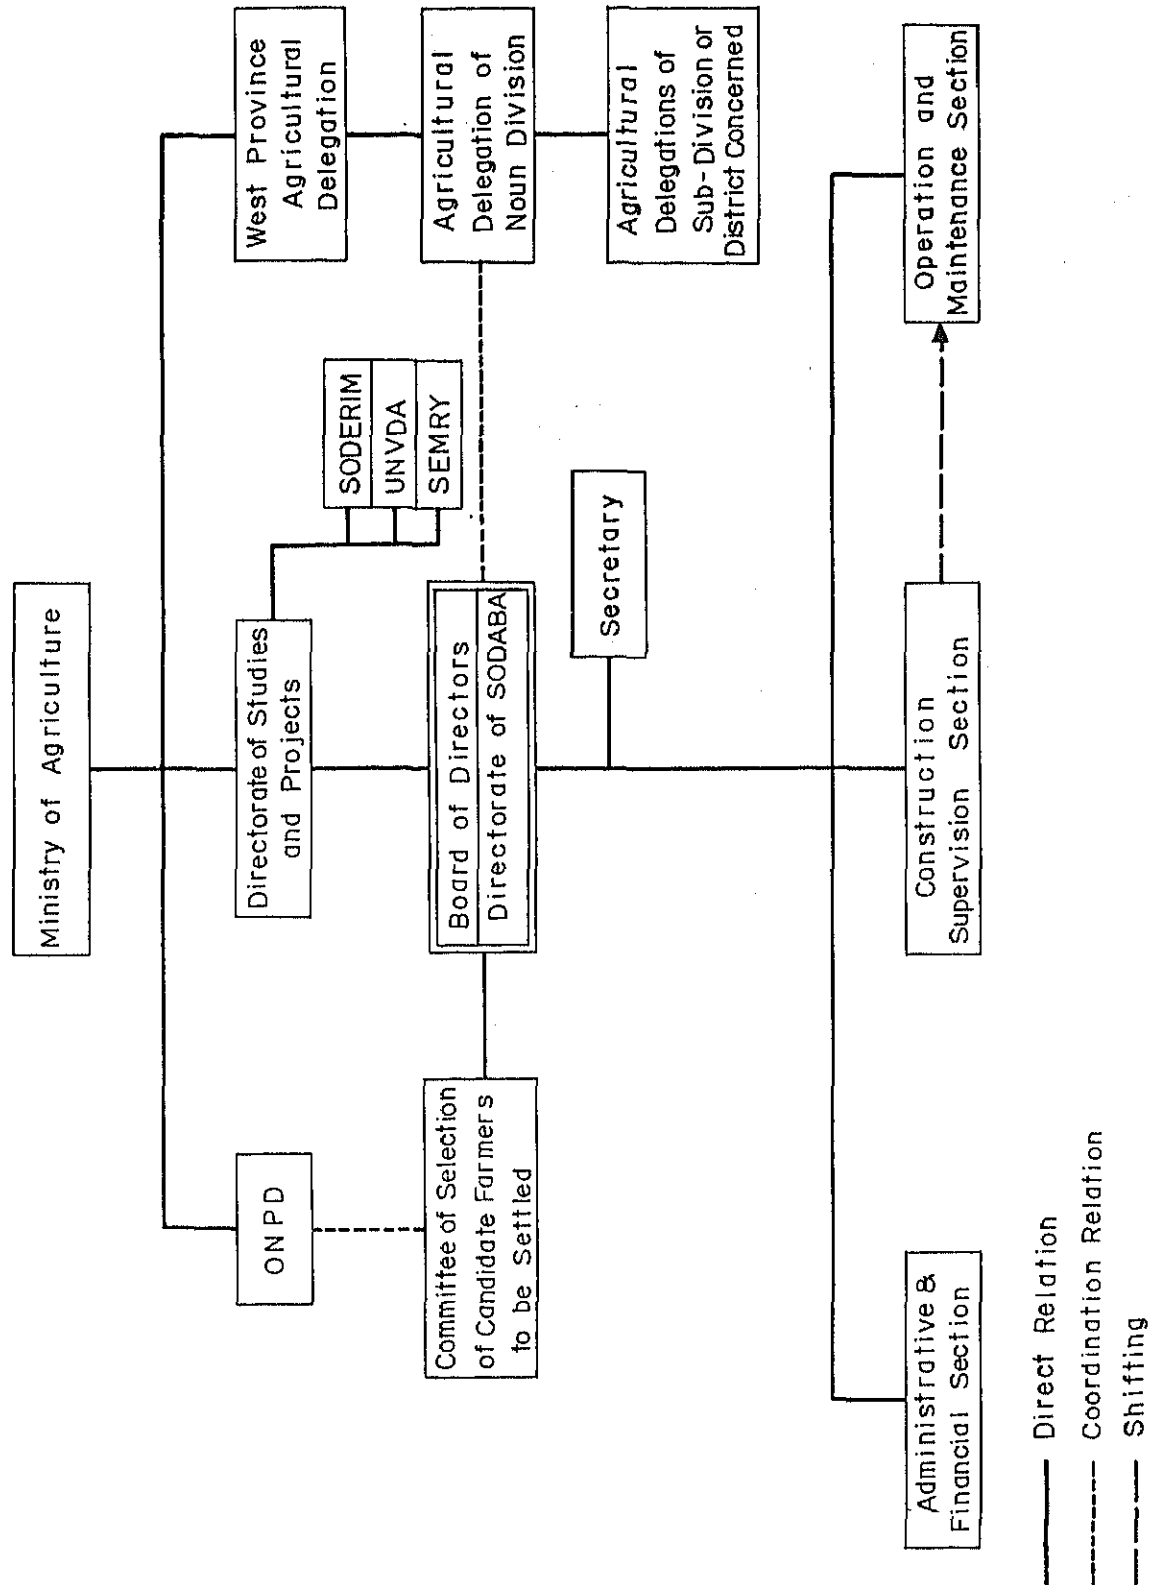 Ministry of Agriculture
ONPD
Directorate of Studies
and Projects
SODERIM
UNVDA
SEMRY
West Province
Agricultural
Delegation
Committee of Selection
of Candidate Farmers
to be Settled
Board of Directors
Directorate of SODABA
Agricultural
Delegation of
Noun Division
Secretary
Agricultural
Delegations of
Sub-Division or
District Concerned
Administrative &
Financial Section
Construction
Supervision Section
Operation and
Maintenance Section
Direct Relation
Coordination Relation
Shifting